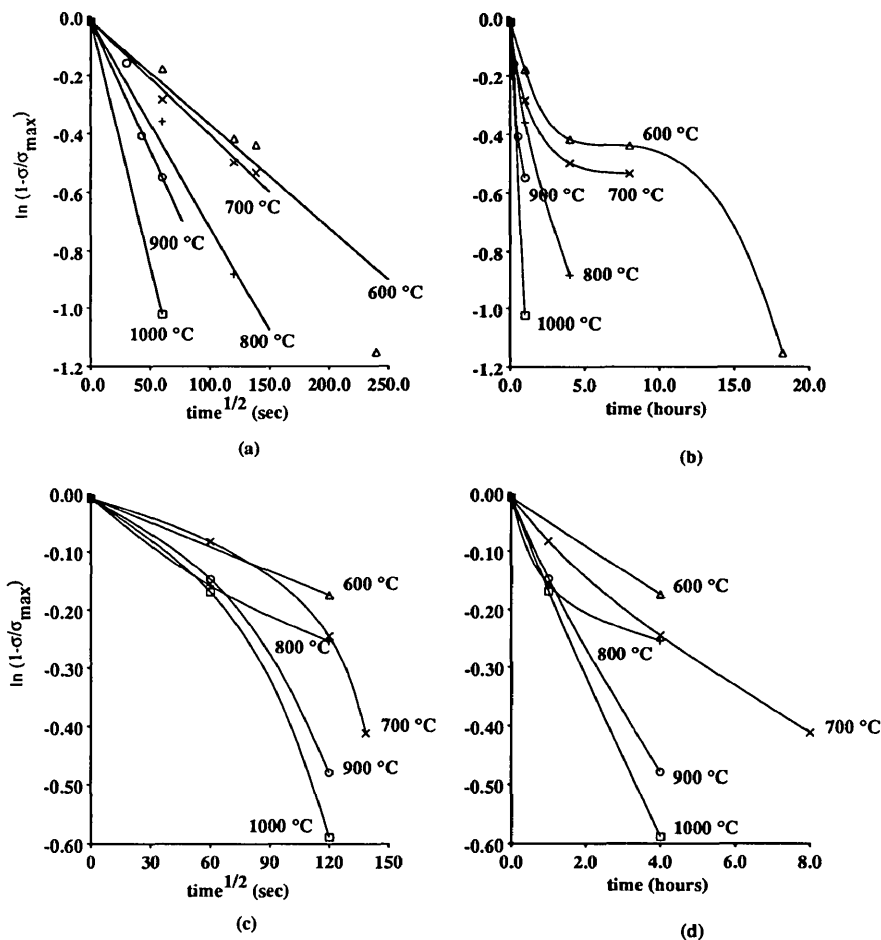 0.0
-0.2
-0.4
-0.6
-0.8
-1.0
-1.2
ln (1-σ/σmax)
700 °C
900 °C
600 °C
1000 °C
800 °C
0.0 50.0 100.0 150.0 200.0 250.0
time^1/2 (sec)
(a)
0.0
-0.2
-0.4
-0.6
-0.8
-1.0
-1.2
600 °C
900 °C
700 °C
800 °C
1000 °C
0.0 5.0 10.0 15.0 20.0
time (hours)
(b)
0.00
-0.10
-0.20
-0.30
-0.40
-0.50
-0.60
ln (1-σ/σmax)
600 °C
800 °C
700 °C
900 °C
1000 °C
0 30 60 90 120 150
time^1/2 (sec)
(c)
0.00
-0.10
-0.20
-0.30
-0.40
-0.50
-0.60
600 °C
800 °C
700 °C
900 °C
1000 °C
0.0 2.0 4.0 6.0 8.0
time (hours)
(d)